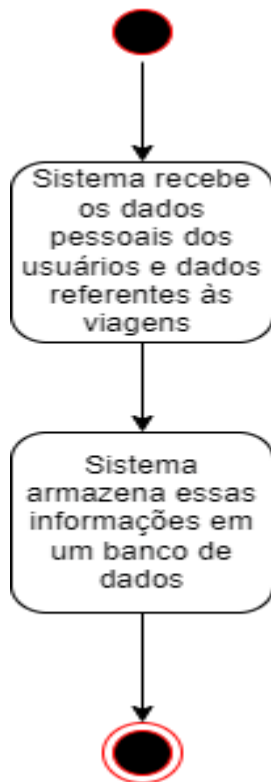 Sistema recebe
os dados
pessoais dos
usuários e dados
referentes às
viagens
Sistema
armazena essas
informações em
um banco de
dados